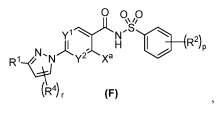 O O O
Y¹ S
N
H (R²)p
R¹ N Y² Xᵃ
N
(R⁴)r (F) ,